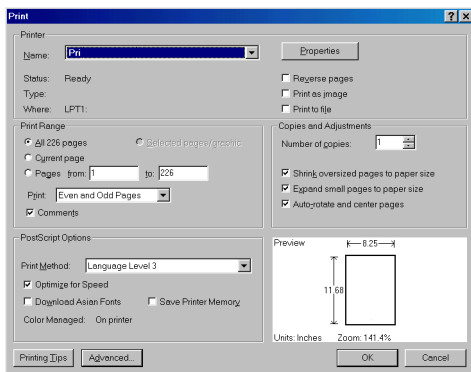 Print
Printer
Name: Pri
Properties
Status: Ready
Type:
Where: LPT1:
Reverse pages
Print as image
Print to file
Print Range
All 226 pages
Selected pages/graphic
Current page
Pages from: 1 to: 226
Print: Even and Odd Pages
Comments
Copies and Adjustments
Number of copies: 1
Shrink oversized pages to paper size
Expand small pages to paper size
Auto-rotate and center pages
PostScript Options
Print Method: Language Level 3
Optimize for Speed
Download Asian Fonts
Save Printer Memory
Color Managed: On printer
Preview
8.25
11.68
Units: Inches Zoom: 141.4%
Printing Tips
Advanced...
OK
Cancel